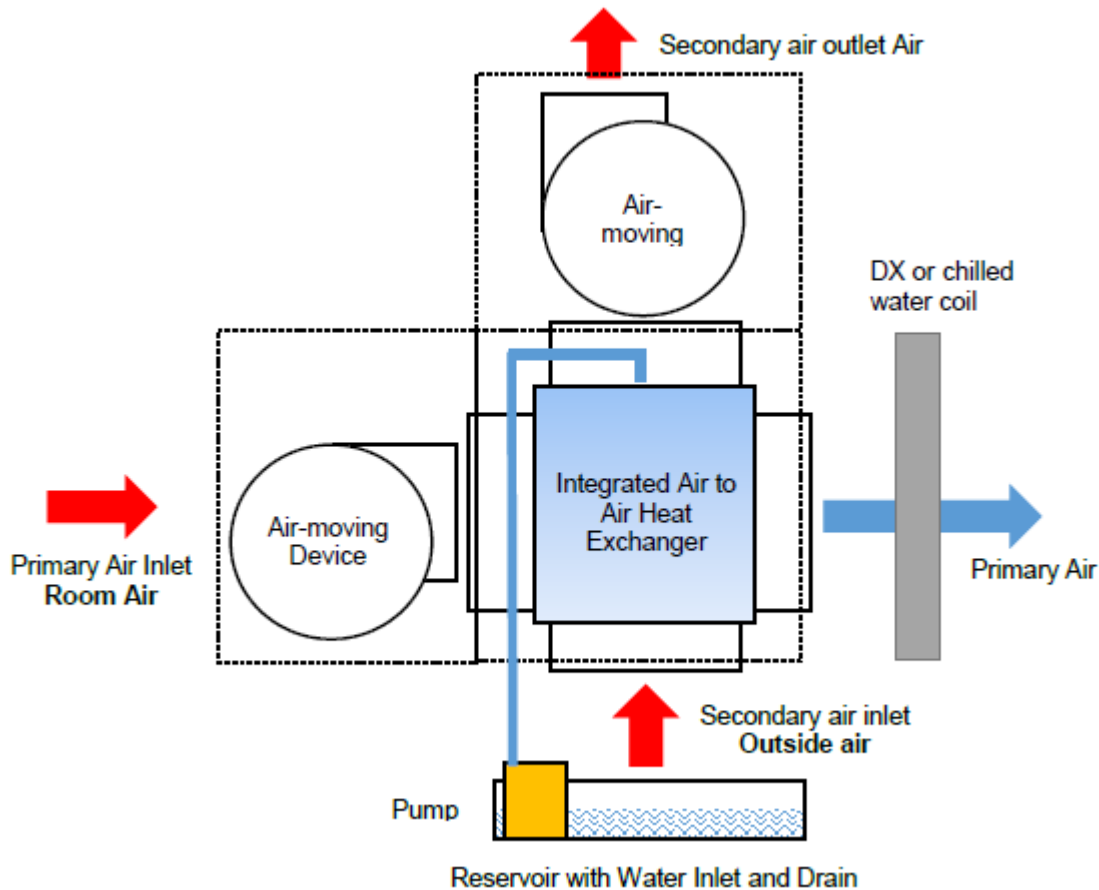 Secondary air outlet Air
Air-
moving
DX or chilled
water coil
Integrated Air to
Air Heat
Exchanger
Air-moving
Device
Primary Air Inlet
Room Air
Primary Air
Secondary air inlet
Outside air
Pump
Reservoir with Water Inlet and Drain